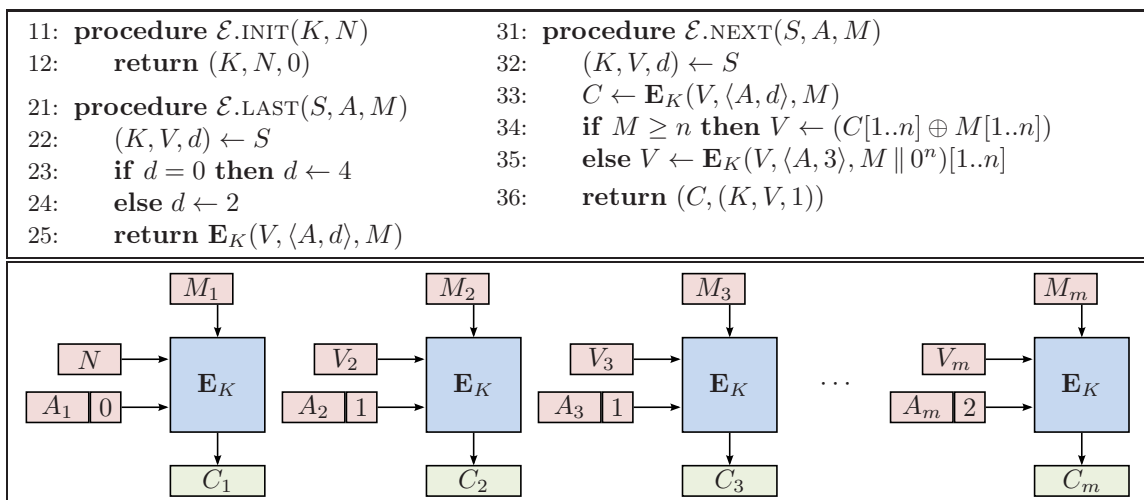 11: procedure ℰ.INIT(K, N)
12: return (K, N, 0)
21: procedure ℰ.LAST(S, A, M)
22: (K, V, d) ← S
23: if d = 0 then d ← 4
24: else d ← 2
25: return E_K(V, ⟨A, d⟩, M)
31: procedure ℰ.NEXT(S, A, M)
32: (K, V, d) ← S
33: C ← E_K(V, ⟨A, d⟩, M)
34: if M ≥ n then V ← (C[1..n] ⊕ M[1..n])
35: else V ← E_K(V, ⟨A, 3⟩, M ∥ 0^n)[1..n]
36: return (C, (K, V, 1))
M_1 M_2 M_3 M_m
N V_2 V_3 V_m
E_K E_K E_K ⋯ E_K
A_1 0 A_2 1 A_3 1 A_m 2
C_1 C_2 C_3 C_m